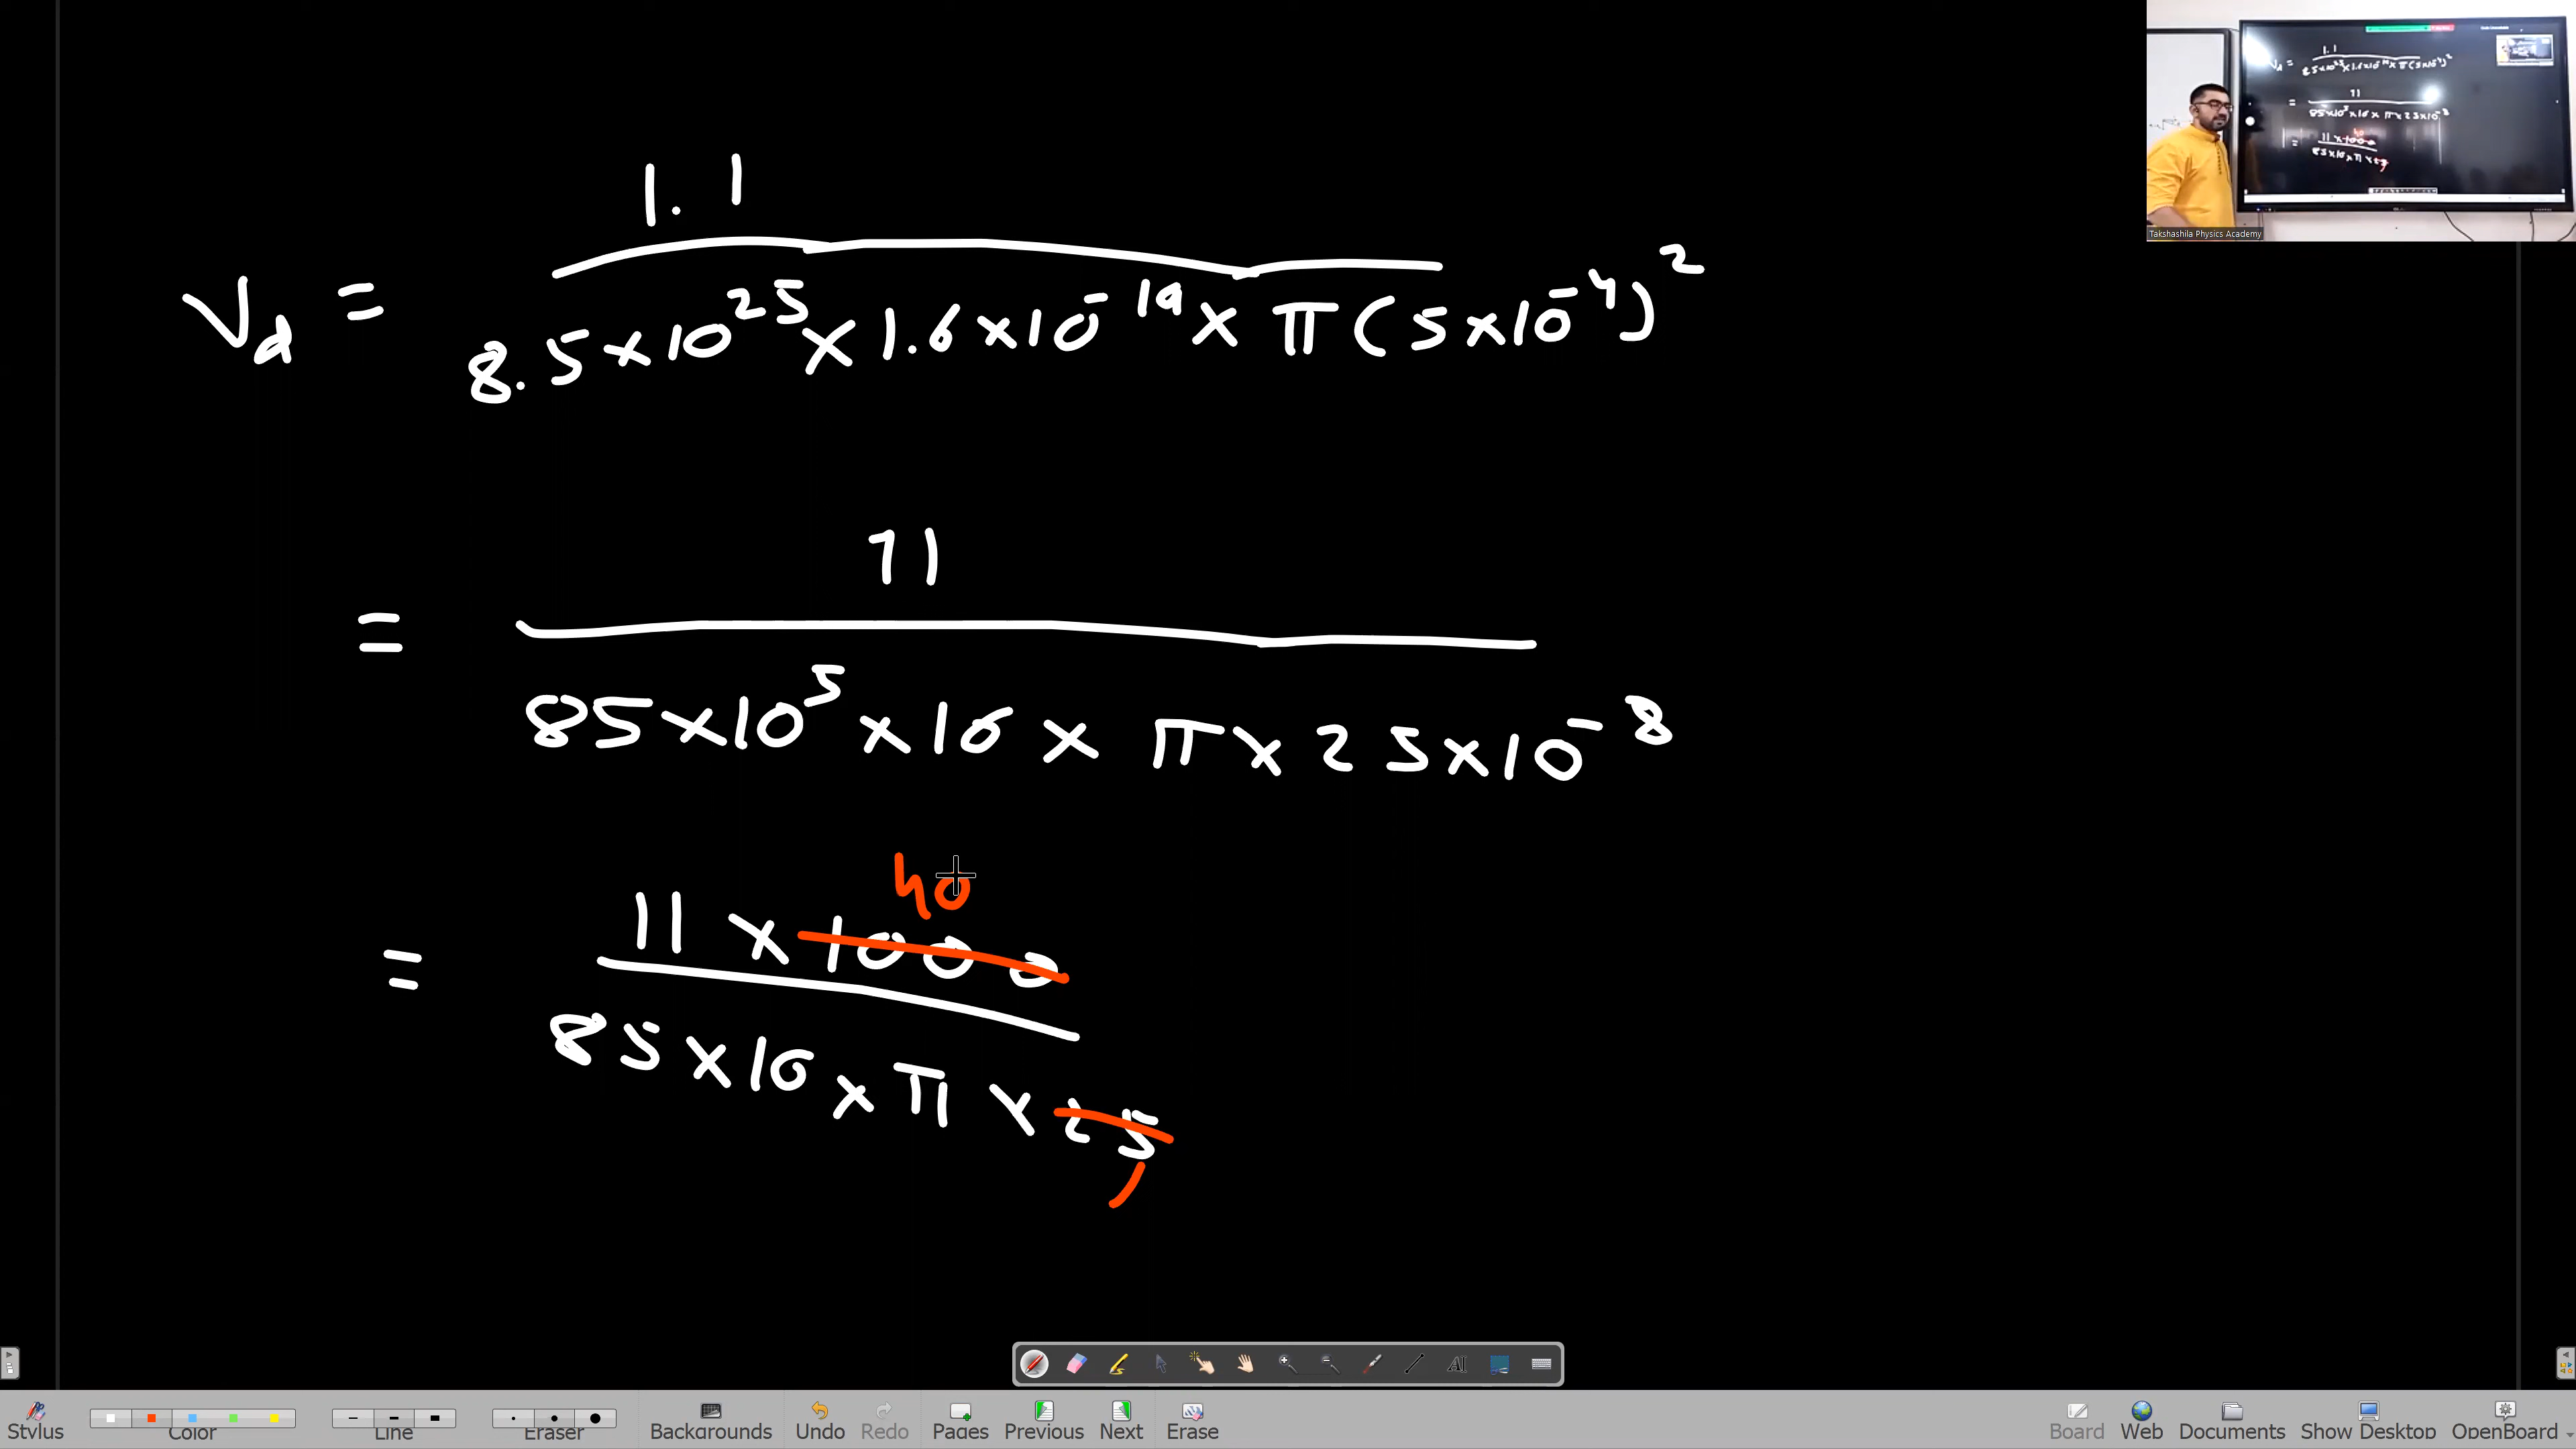 1.1
V_d = 8.5×10^25 × 1.6×10^-19 × π(5×10^-4)^2
11
= 85×10^5 × 16 × π×25×10^-8
40
= 11 × 1000
85×16 × π × 25
Takshashila Physics Academy
Stylus Color Line Eraser Backgrounds Undo Redo Pages Previous Next Erase Board Web Documents Show Desktop OpenBoard